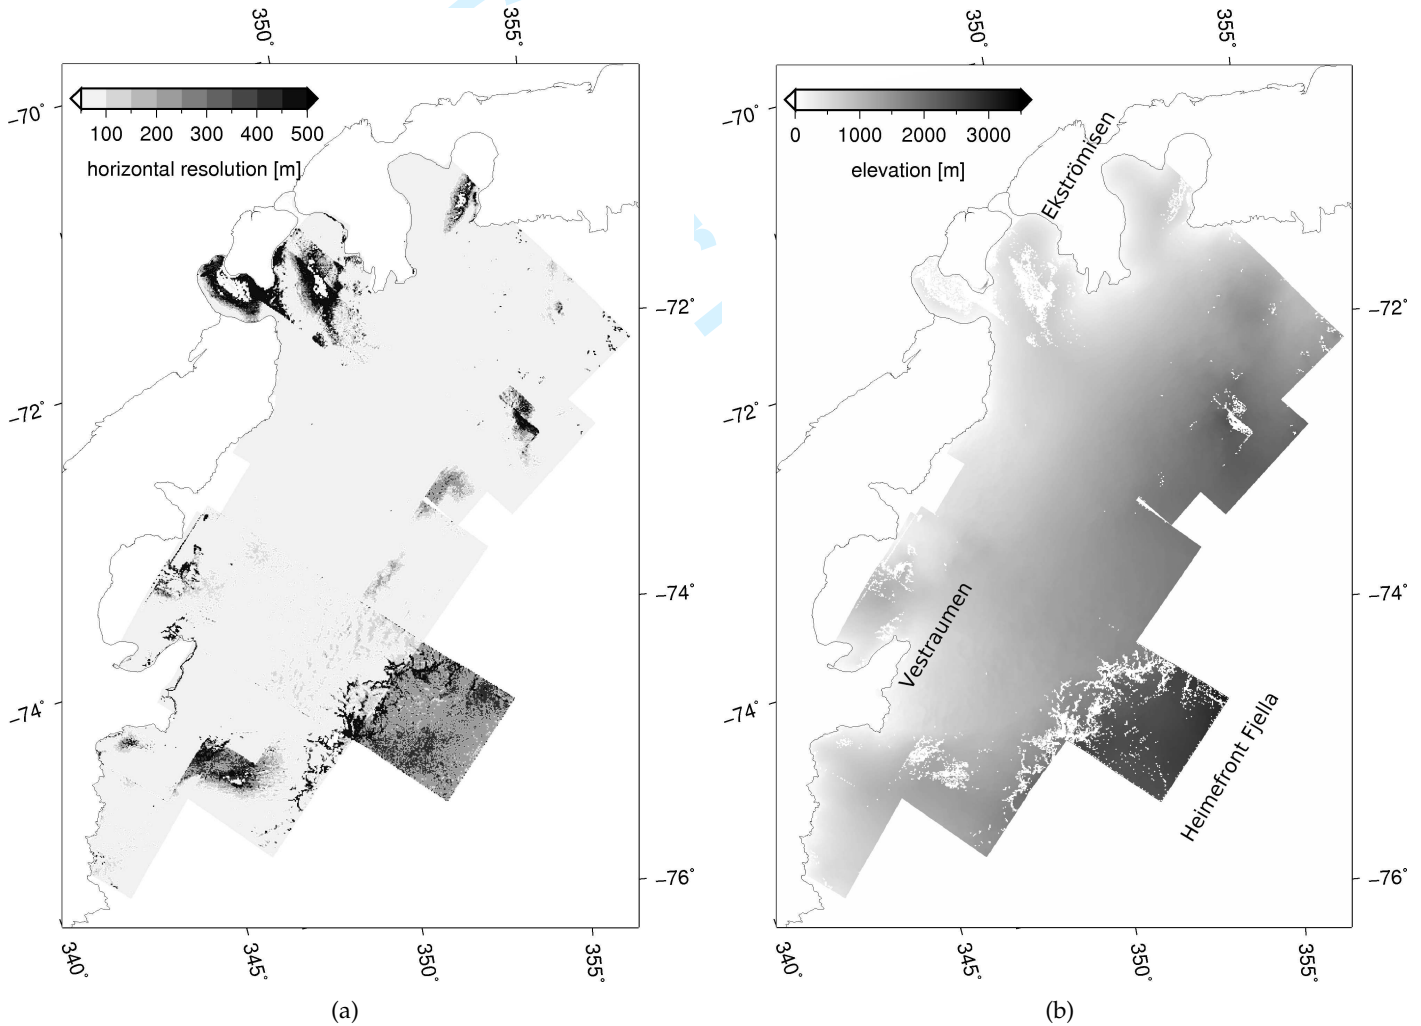 350°
355°
350°
355°
−70°
100 200 300 400 500
horizontal resolution [m]
−72°
−72°
−74°
−74°
−76°
340°
345°
350°
355°
(a)
−70°
0 1000 2000 3000
elevation [m]
Ekströmisen
−72°
−72°
−74°
Vestraumen
−74°
Heimefront Fjella
−76°
340°
345°
350°
355°
(b)